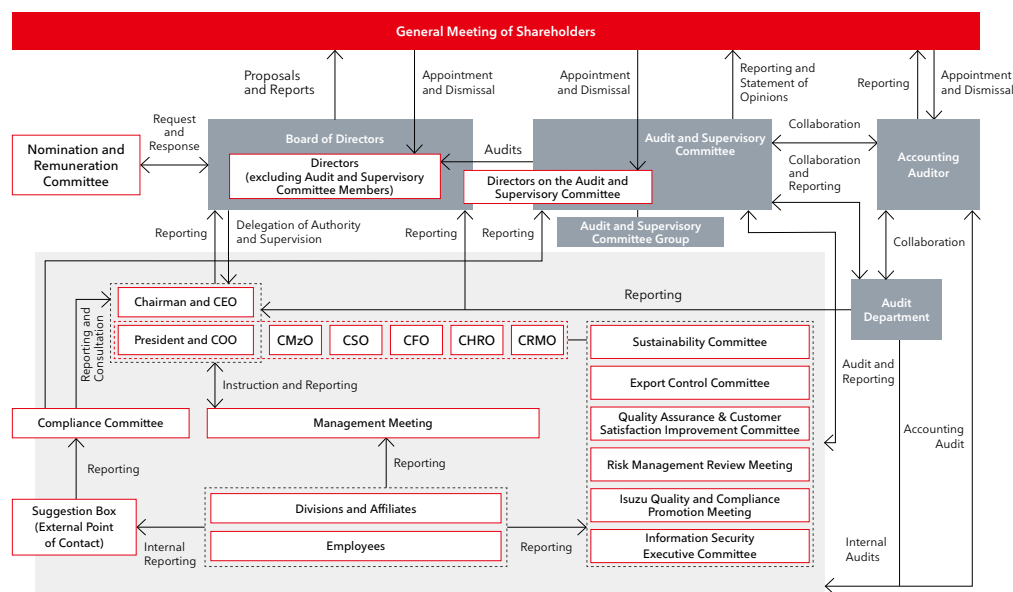 General Meeting of Shareholders
Proposals
and Reports
Appointment
and Dismissal
Appointment
and Dismissal
Reporting and
Statement of
Opinions
Reporting
Appointment
and Dismissal
Request
and
Response
Nomination and
Remuneration
Committee
Board of Directors
Directors
(excluding Audit and Supervisory
Committee Members)
Audits
Audit and Supervisory
Committee
Directors on the Audit and
Supervisory Committee
Audit and Supervisory
Committee Group
Collaboration
Collaboration
and
Reporting
Accounting
Auditor
Reporting
Delegation of Authority
and Supervision
Reporting
Reporting
Collaboration
Reporting
Audit
Department
Chairman and CEO
President and COO
CMzO
CSO
CFO
CHRO
CRMO
Reporting and
Consultation
Instruction and Reporting
Compliance Committee
Management Meeting
Reporting
Reporting
Suggestion Box
(External Point
of Contact)
Internal
Reporting
Divisions and Affiliates
Employees
Reporting
Sustainability Committee
Export Control Committee
Quality Assurance & Customer
Satisfaction Improvement Committee
Risk Management Review Meeting
Isuzu Quality and Compliance
Promotion Meeting
Information Security
Executive Committee
Audit and
Reporting
Accounting
Audit
Internal
Audits